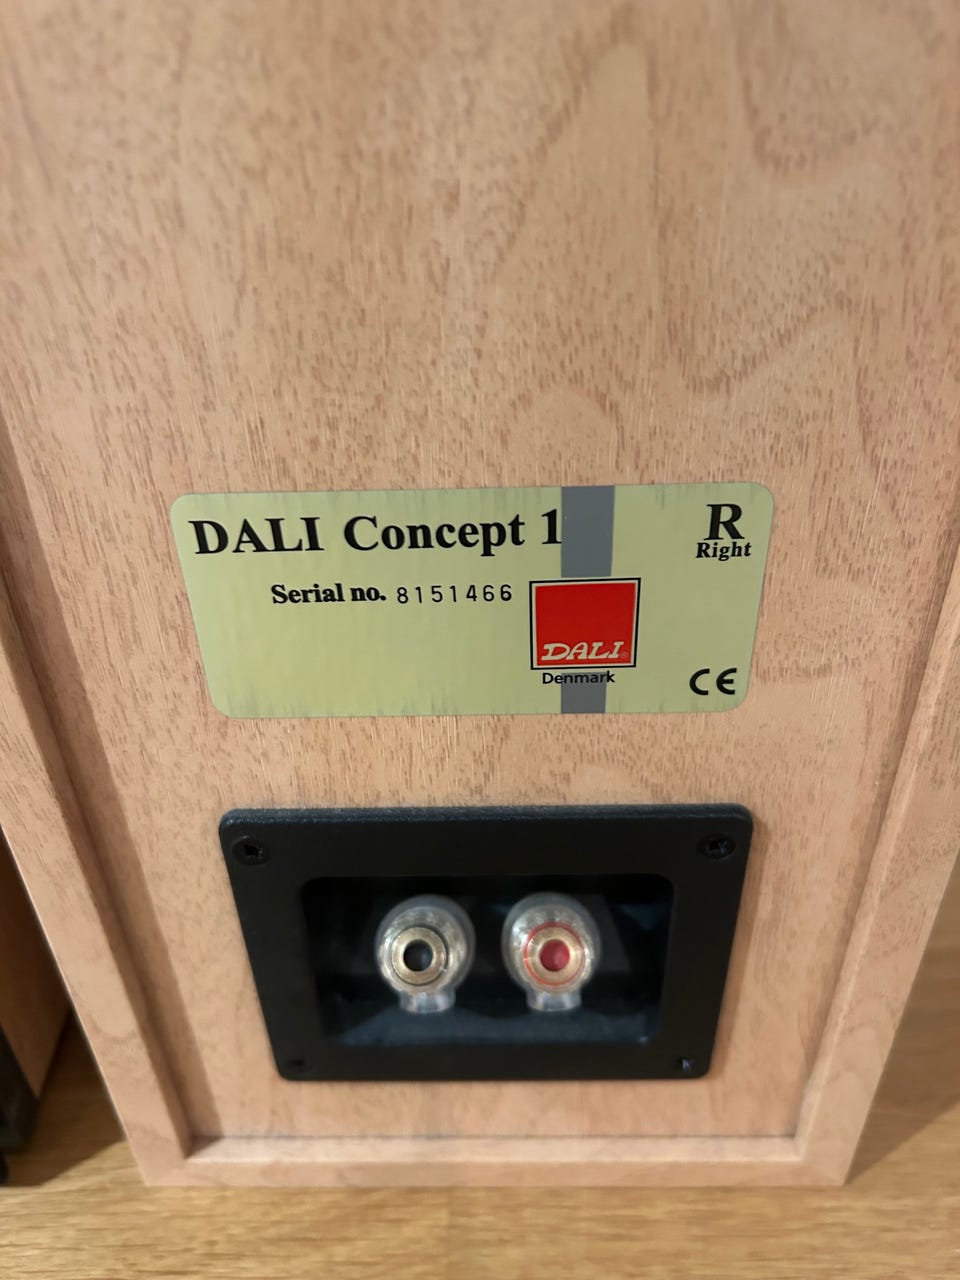 DALI Concept 1
R
Right
Serial no. 8151466
DALI®
Denmark
CE